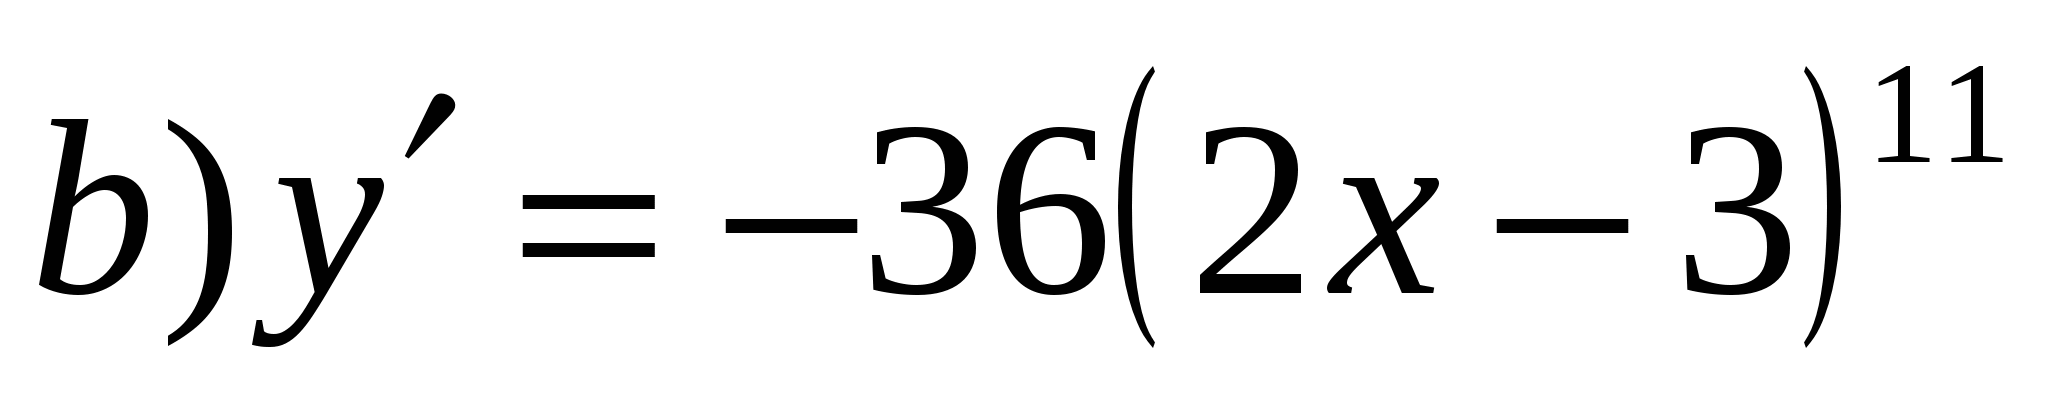 b) y′ = −36(2x − 3)¹¹